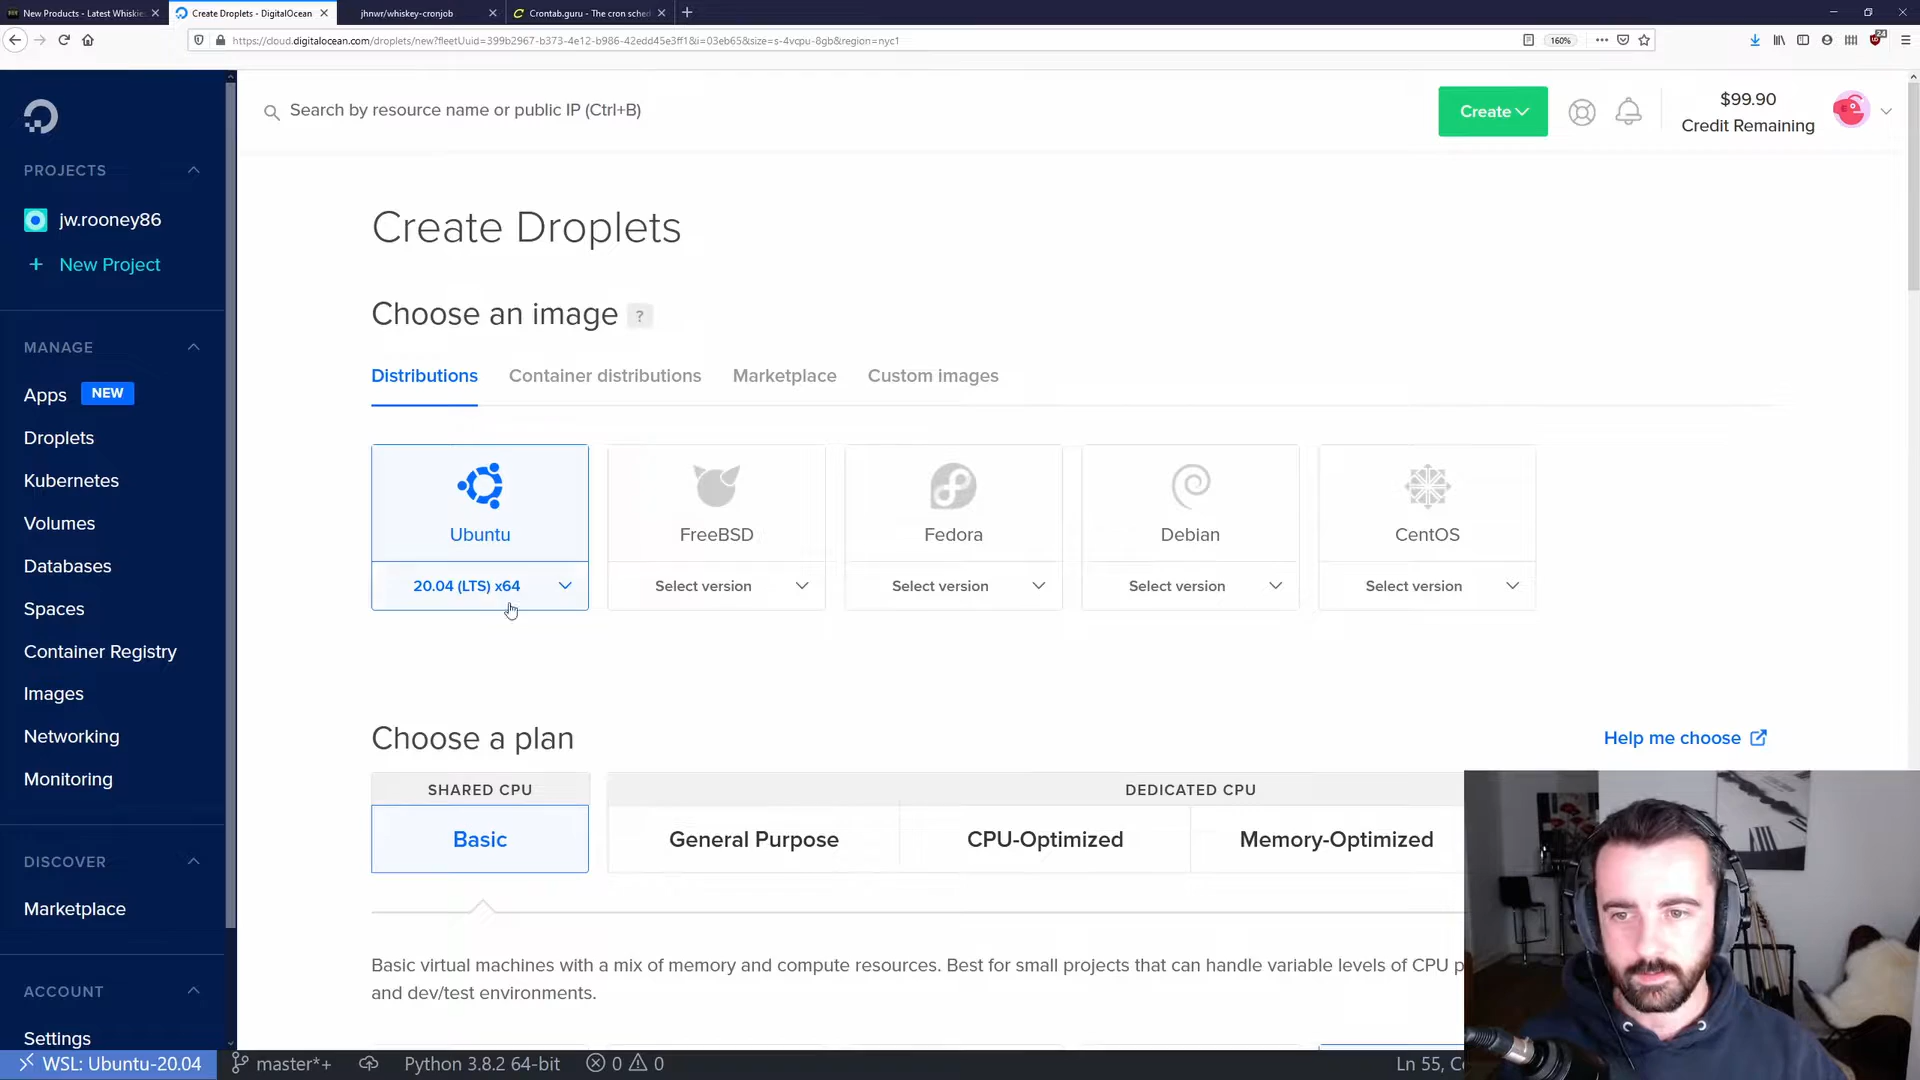 New Products - Latest Whiskies
Create Droplets - DigitalOcean
jhnwr/whiskey-cronjob
Crontab.guru - The cron sched
https://cloud.digitalocean.com/droplets/new?fleetUuid=399b2967-b373-4e12-b986-42edd45e3ff1&i=03eb65&size=s-4vcpu-8gb&region=nyc1
160%
24
Search by resource name or public IP (Ctrl+B)
Create
$99.90
Credit Remaining
PROJECTS
jw.rooney86
+ New Project
MANAGE
Apps NEW
Droplets
Kubernetes
Volumes
Databases
Spaces
Container Registry
Images
Networking
Monitoring
DISCOVER
Marketplace
ACCOUNT
Settings
Create Droplets
Choose an image ?
Distributions Container distributions Marketplace Custom images
Ubuntu FreeBSD Fedora Debian CentOS
20.04 (LTS) x64 Select version Select version Select version Select version
Choose a plan
Help me choose
SHARED CPU DEDICATED CPU
Basic General Purpose CPU-Optimized Memory-Optimized
Basic virtual machines with a mix of memory and compute resources. Best for small projects that can handle variable levels of CPU p
and dev/test environments.
WSL: Ubuntu-20.04 master*+ Python 3.8.2 64-bit 0 0 Ln 55, C